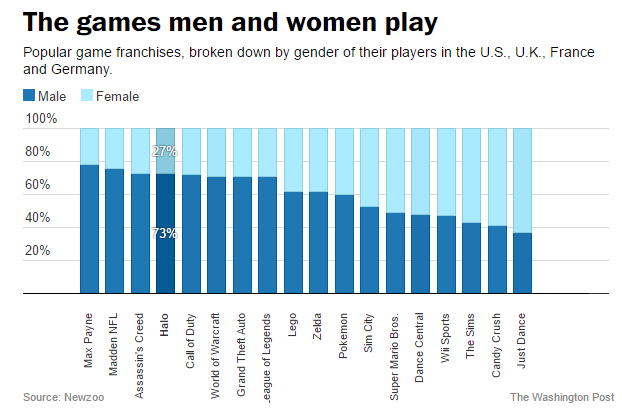 The games men and women play
Popular game franchises, broken down by gender of their players in the U.S., U.K., France
and Germany.
Male Female
100%
80%
60%
40%
20%
27%
73%
Max Payne
Madden NFL
Assassin's Creed
Halo
Call of Duty
World of Warcraft
Grand Theft Auto
League of Legends
Lego
Zelda
Pokemon
Sim City
Super Mario Bros.
Dance Central
Wii Sports
The Sims
Candy Crush
Just Dance
Source: Newzoo
The Washington Post